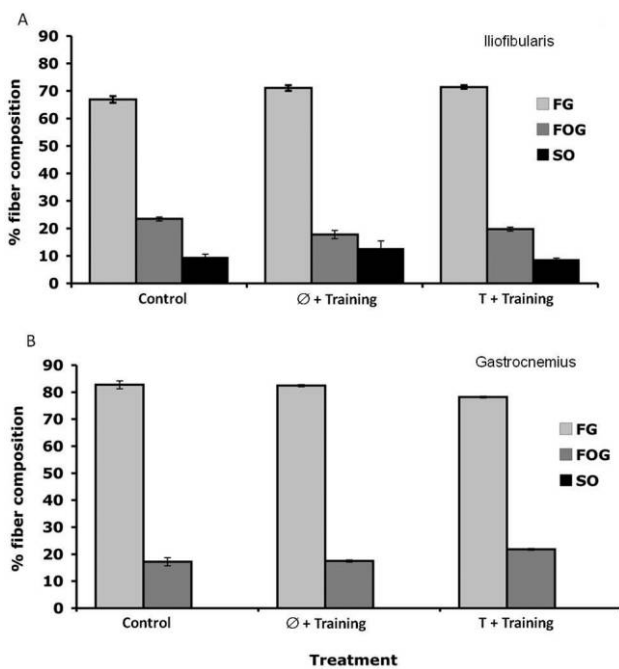 A
Iliofibularis
% fiber composition
90
80
70
60
50
40
30
20
10
0
FG
FOG
SO
Control
Ø + Training
T + Training
B
Gastrocnemius
% fiber composition
90
80
70
60
50
40
30
20
10
0
FG
FOG
SO
Control
Ø + Training
T + Training
Treatment